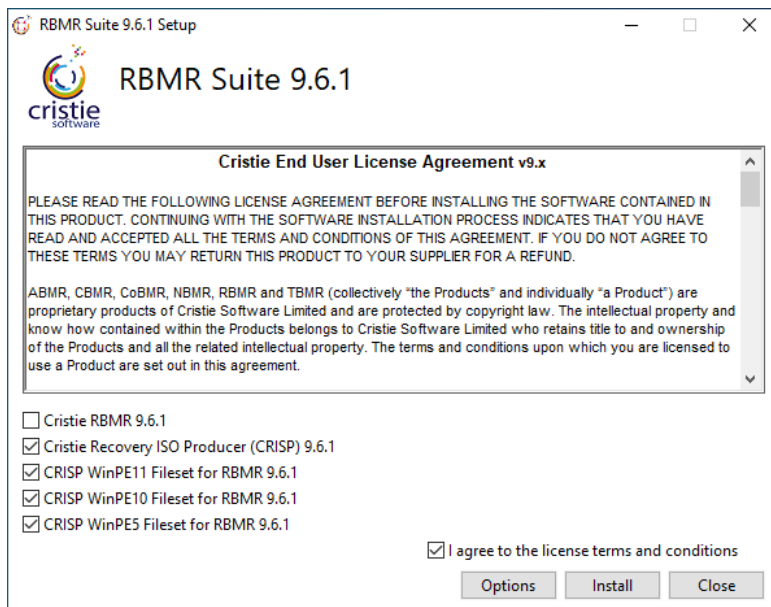 RBMR Suite 9.6.1 Setup
RBMR Suite 9.6.1
cristie
software
Cristie End User License Agreement v9.x
PLEASE READ THE FOLLOWING LICENSE AGREEMENT BEFORE INSTALLING THE SOFTWARE CONTAINED IN
THIS PRODUCT. CONTINUING WITH THE SOFTWARE INSTALLATION PROCESS INDICATES THAT YOU HAVE
READ AND ACCEPTED ALL THE TERMS AND CONDITIONS OF THIS AGREEMENT. IF YOU DO NOT AGREE TO
THESE TERMS YOU MAY RETURN THIS PRODUCT TO YOUR SUPPLIER FOR A REFUND.
ABMR, CBMR, CoBMR, NBMR, RBMR and TBMR (collectively “the Products” and individually “a Product”) are
proprietary products of Cristie Software Limited and are protected by copyright law. The intellectual property and
know how contained within the Products belongs to Cristie Software Limited who retains title to and ownership
of the Products and all the related intellectual property. The terms and conditions upon which you are licensed to
use a Product are set out in this agreement.
Cristie RBMR 9.6.1
Cristie Recovery ISO Producer (CRISP) 9.6.1
CRISP WinPE11 Fileset for RBMR 9.6.1
CRISP WinPE10 Fileset for RBMR 9.6.1
CRISP WinPE5 Fileset for RBMR 9.6.1
I agree to the license terms and conditions
Options Install Close